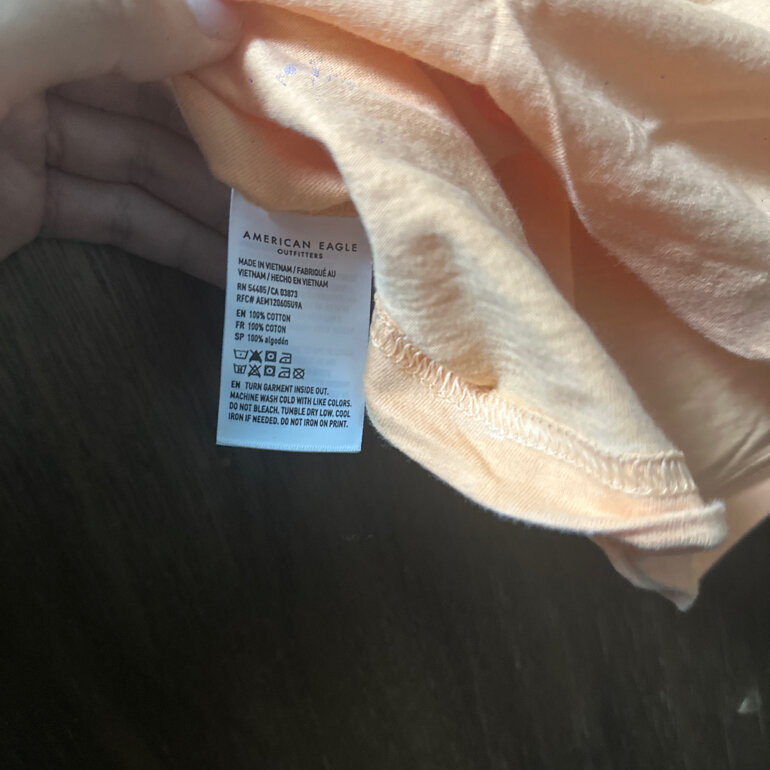 AMERICAN EAGLE
OUTFITTERS
MADE IN VIETNAM / FABRIQUÉ AU
VIETNAM / HECHO EN VIETNAM
RN 54485/CA 03873
RFC# AEM120605U9A
EN 100% COTTON
FR 100% COTON
SP 100% algodón
EN TURN GARMENT INSIDE OUT.
MACHINE WASH COLD WITH LIKE COLORS.
DO NOT BLEACH. TUMBLE DRY LOW. COOL
IRON IF NEEDED. DO NOT IRON ON PRINT.